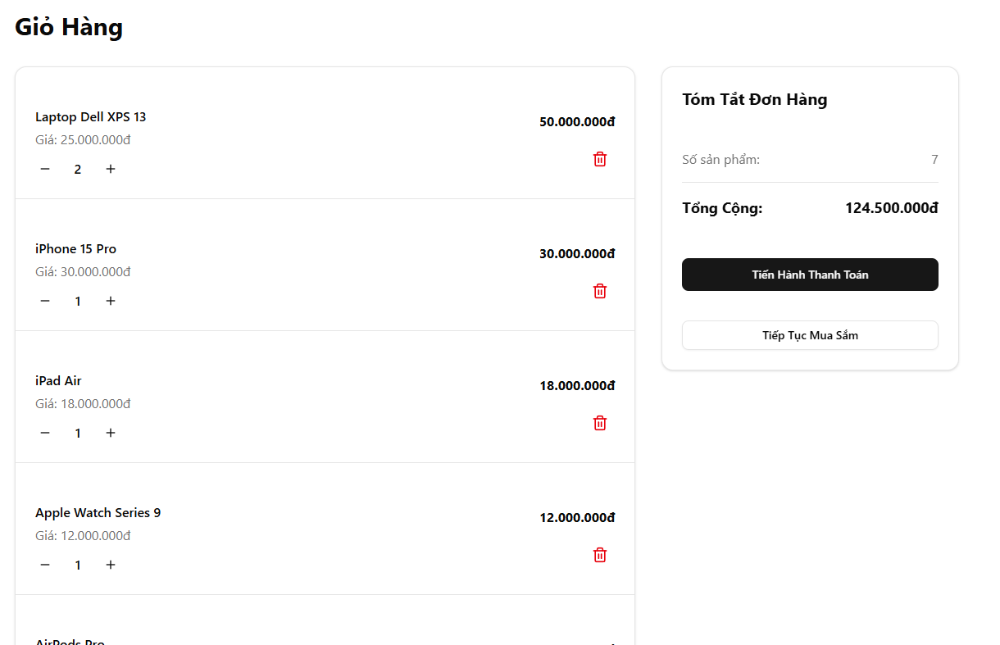 Giỏ Hàng
Laptop Dell XPS 13
Giá: 25.000.000đ
2
50.000.000đ
iPhone 15 Pro
Giá: 30.000.000đ
1
30.000.000đ
iPad Air
Giá: 18.000.000đ
1
18.000.000đ
Apple Watch Series 9
Giá: 12.000.000đ
1
12.000.000đ
AirPods Pro
Tóm Tắt Đơn Hàng
Số sản phẩm: 7
Tổng Cộng: 124.500.000đ
Tiến Hành Thanh Toán
Tiếp Tục Mua Sắm